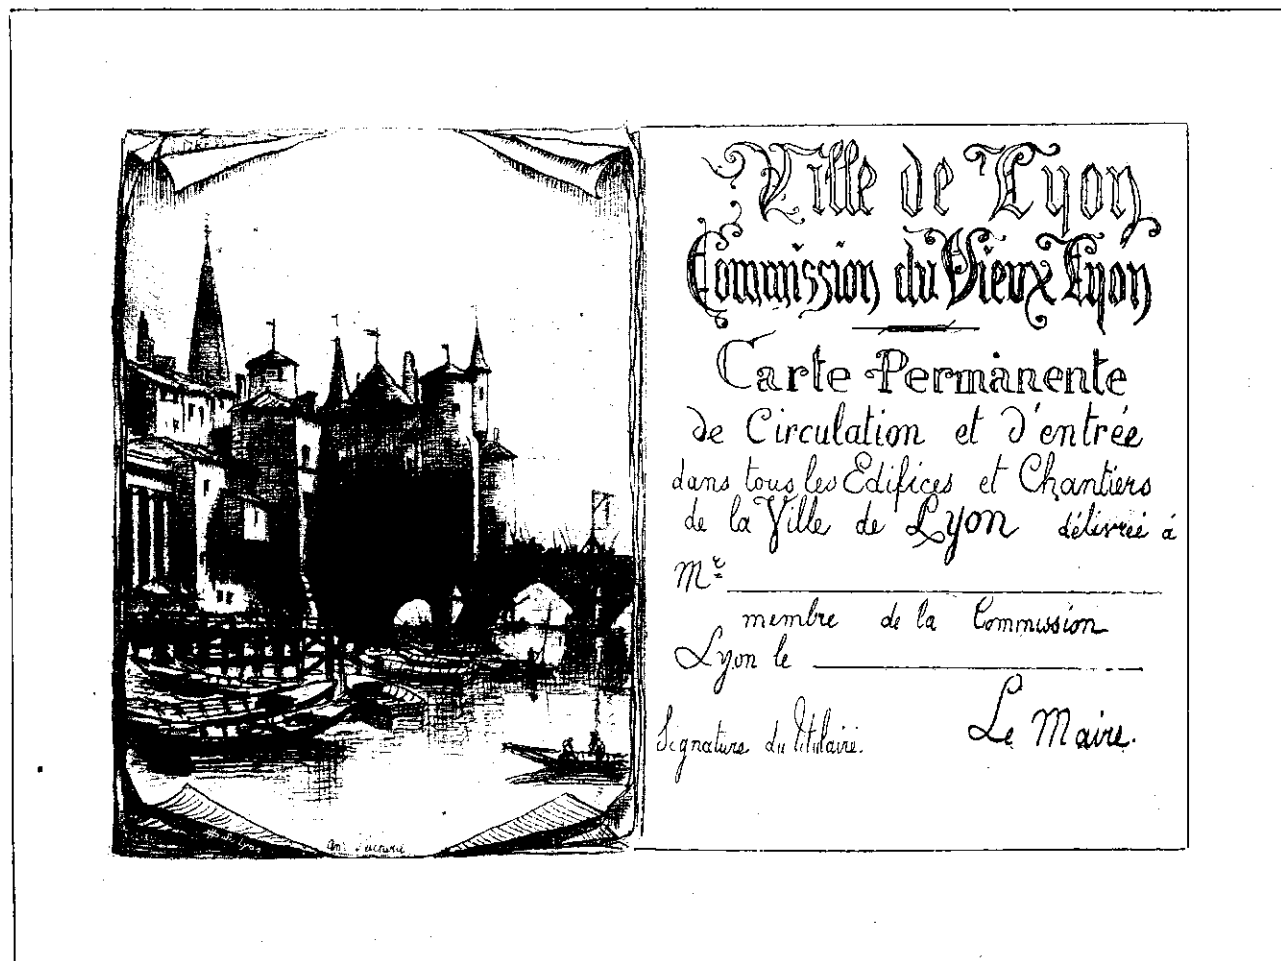 Ville de Lyon
Commission du Vieux Lyon
Carte Permanente
de Circulation et d'entrée
dans tous les Edifices et Chantiers
de la Ville de Lyon délivrée à
Mr
membre de la Commission
Lyon le
Signature du titulaire.
Le Maire.